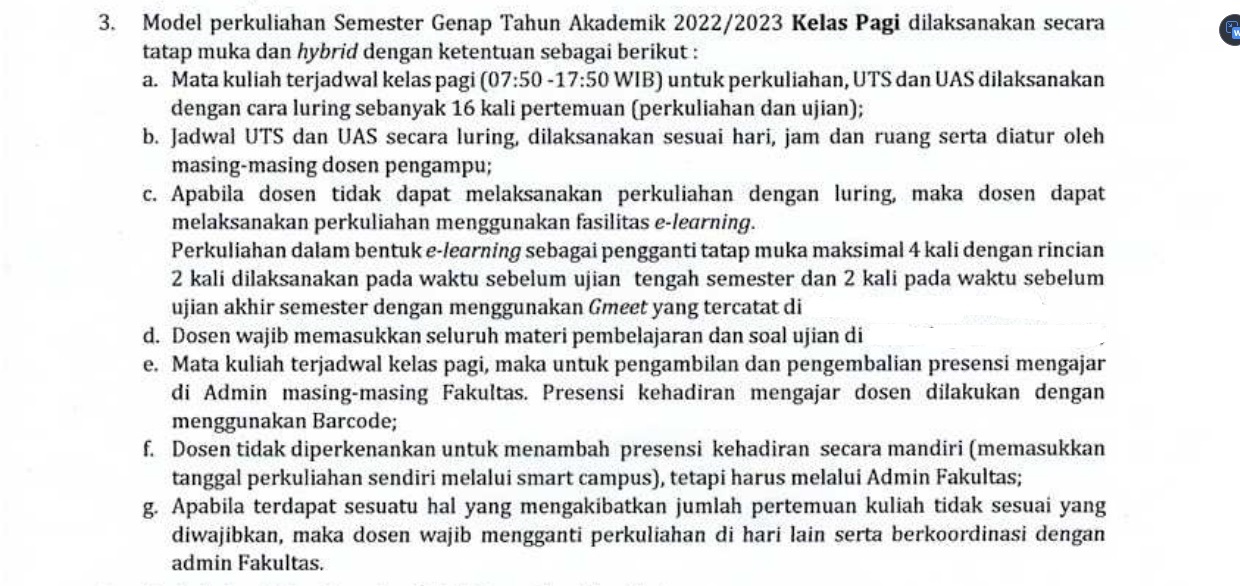 3. Model perkuliahan Semester Genap Tahun Akademik 2022/2023 Kelas Pagi dilaksanakan secara
tatap muka dan hybrid dengan ketentuan sebagai berikut :
a. Mata kuliah terjadwal kelas pagi (07:50 -17:50 WIB) untuk perkuliahan, UTS dan UAS dilaksanakan
dengan cara luring sebanyak 16 kali pertemuan (perkuliahan dan ujian);
b. Jadwal UTS dan UAS secara luring, dilaksanakan sesuai hari, jam dan ruang serta diatur oleh
masing-masing dosen pengampu;
c. Apabila dosen tidak dapat melaksanakan perkuliahan dengan luring, maka dosen dapat
melaksanakan perkuliahan menggunakan fasilitas e-learning.
Perkuliahan dalam bentuk e-learning sebagai pengganti tatap muka maksimal 4 kali dengan rincian
2 kali dilaksanakan pada waktu sebelum ujian tengah semester dan 2 kali pada waktu sebelum
ujian akhir semester dengan menggunakan Gmeet yang tercatat di
d. Dosen wajib memasukkan seluruh materi pembelajaran dan soal ujian di
e. Mata kuliah terjadwal kelas pagi, maka untuk pengambilan dan pengembalian presensi mengajar
di Admin masing-masing Fakultas. Presensi kehadiran mengajar dosen dilakukan dengan
menggunakan Barcode;
f. Dosen tidak diperkenankan untuk menambah presensi kehadiran secara mandiri (memasukkan
tanggal perkuliahan sendiri melalui smart campus), tetapi harus melalui Admin Fakultas;
g. Apabila terdapat sesuatu hal yang mengakibatkan jumlah pertemuan kuliah tidak sesuai yang
diwajibkan, maka dosen wajib mengganti perkuliahan di hari lain serta berkoordinasi dengan
admin Fakultas.